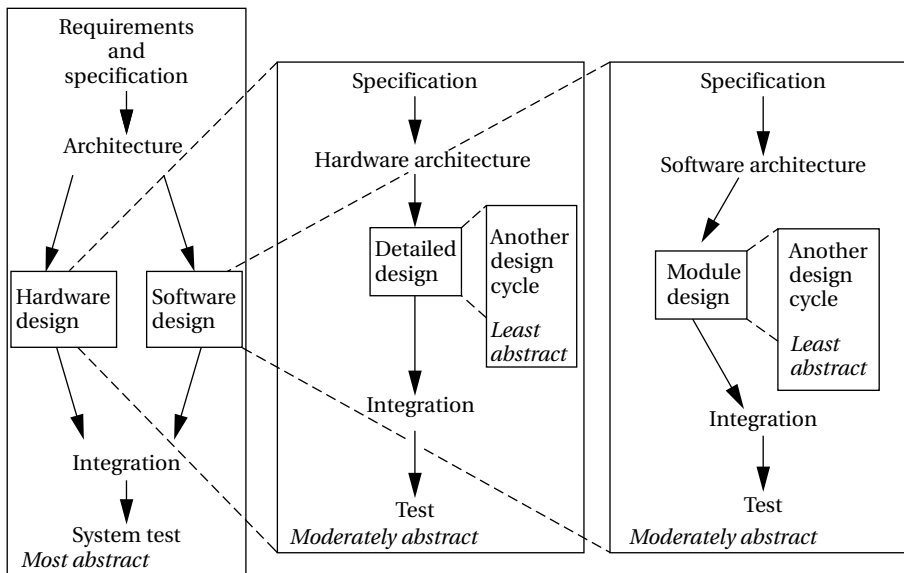 Requirements
and
specification
Architecture
Hardware
design
Software
design
Integration
System test
Most abstract
Specification
Hardware architecture
Detailed
design
Another
design
cycle
Least
abstract
Integration
Test
Moderately abstract
Specification
Software architecture
Module
design
Another
design
cycle
Least
abstract
Integration
Test
Moderately abstract